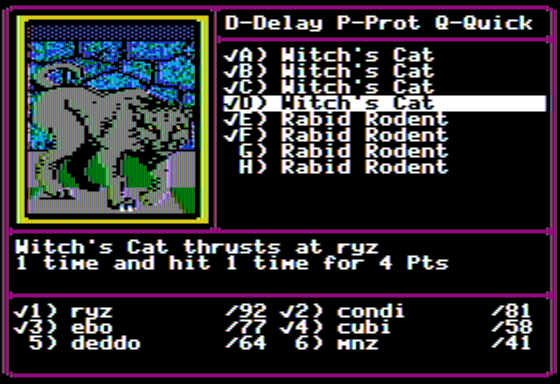 D-Delay P-Prot Q-Quick
√A) Witch's Cat
√B) Witch's Cat
√C) Witch's Cat
√D) Witch's Cat
√E) Rabid Rodent
√F) Rabid Rodent
G) Rabid Rodent
H) Rabid Rodent
Witch's Cat thrusts at ryz
1 time and hit 1 time for 4 Pts
√1) ryz /92 √2) condi /81
√3) ebo /77 √4) cubi /58
5) deddo /64 6) mnz /41